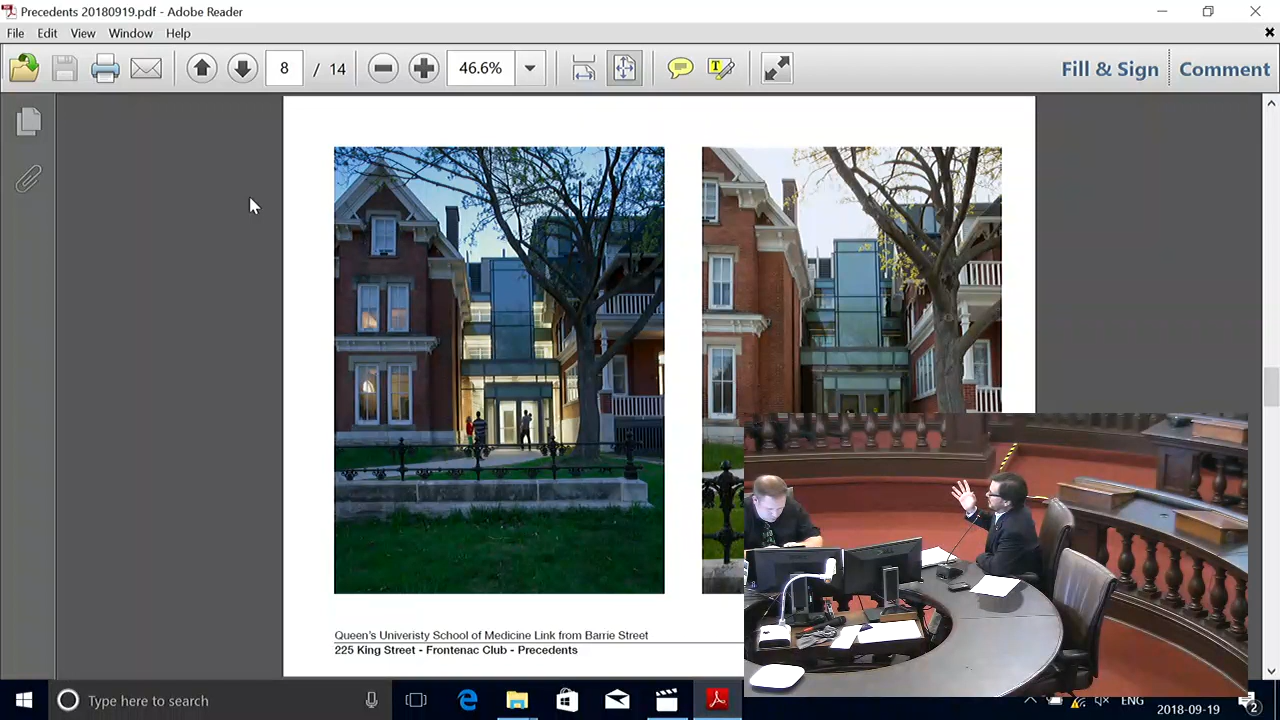 Precedents 20180919.pdf - Adobe Reader
File Edit View Window Help
8 / 14 46.6% Fill & Sign Comment
Queen's Univeristy School of Medicine Link from Barrie Street
225 King Street - Frontenac Club - Precedents
Type here to search
ENG
2018-09-19
2